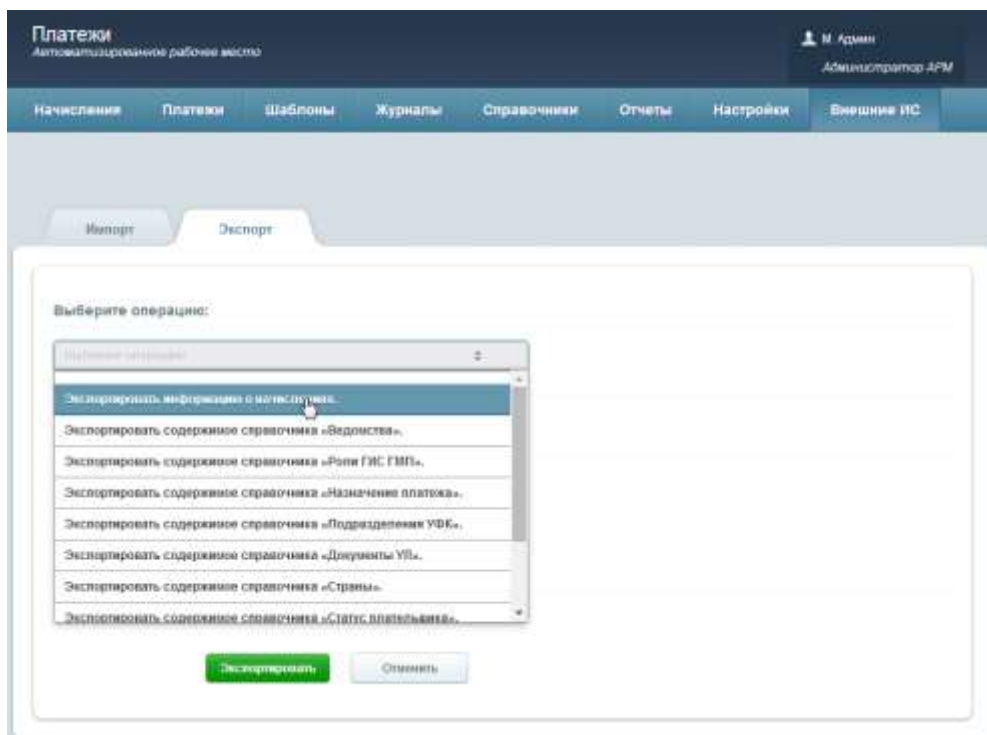 Платежи
Автоматизированное рабочее место
М. Админ
Администратор АРМ
Начисления Платежи Шаблоны Журналы Справочники Отчеты Настройки Внешние ИС
Импорт Экспорт
Выберите операцию:
Выберите операцию
Экспортировать информацию о начислениях.
Экспортировать содержимое справочника «Ведомства».
Экспортировать содержимое справочника «Роли ГИС ГМП».
Экспортировать содержимое справочника «Назначение платежа».
Экспортировать содержимое справочника «Подразделения УФК».
Экспортировать содержимое справочника «Документы УЛ».
Экспортировать содержимое справочника «Страны».
Экспортировать содержимое справочника «Статус плательщика».
Экспортировать Отменить